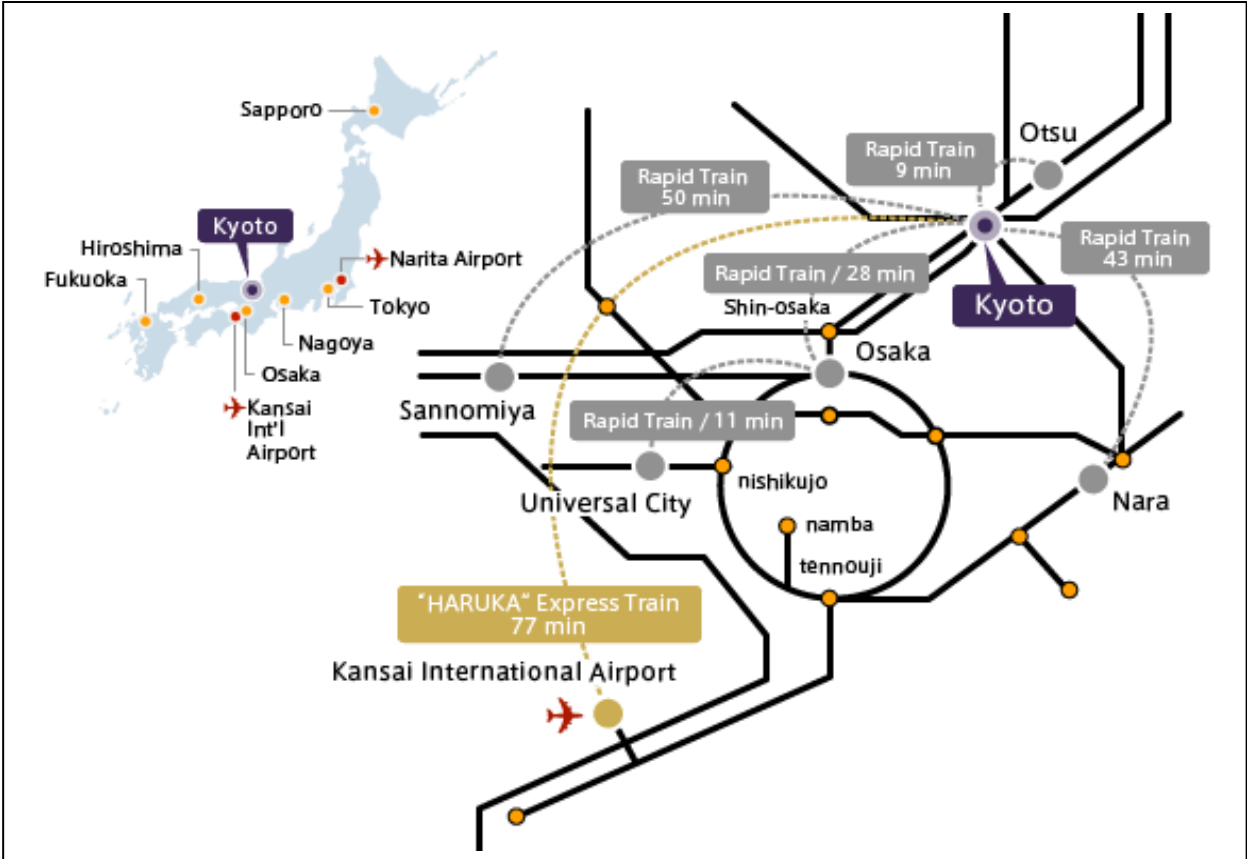 Sapporo
Kyoto
Hiroshima
Fukuoka
Narita Airport
Tokyo
Nagoya
Osaka
Kansai
Int'l
Airport
Otsu
Rapid Train
9 min
Rapid Train
50 min
Rapid Train
43 min
Rapid Train / 28 min
Kyoto
Shin-osaka
Osaka
Sannomiya
Rapid Train / 11 min
nishikujo
Universal City
Nara
namba
tennouji
"HARUKA" Express Train
77 min
Kansai International Airport